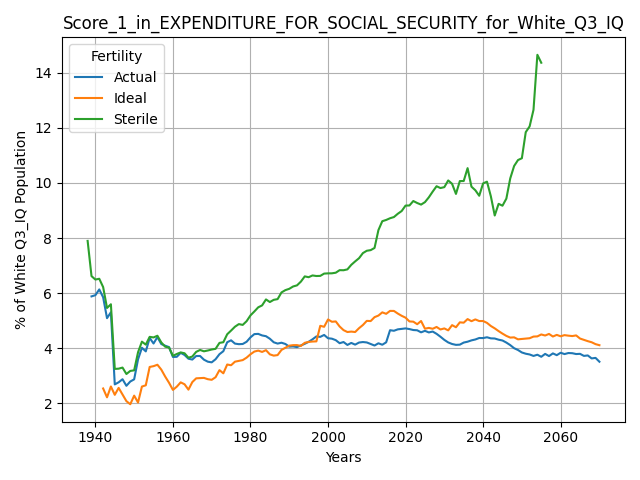 Score_1_in_EXPENDITURE_FOR_SOCIAL_SECURITY_for_White_Q3_IQ
Fertility
Actual
Ideal
Sterile
% of White Q3_IQ Population
14
12
10
8
6
4
2
1940 1960 1980 2000 2020 2040 2060
Years